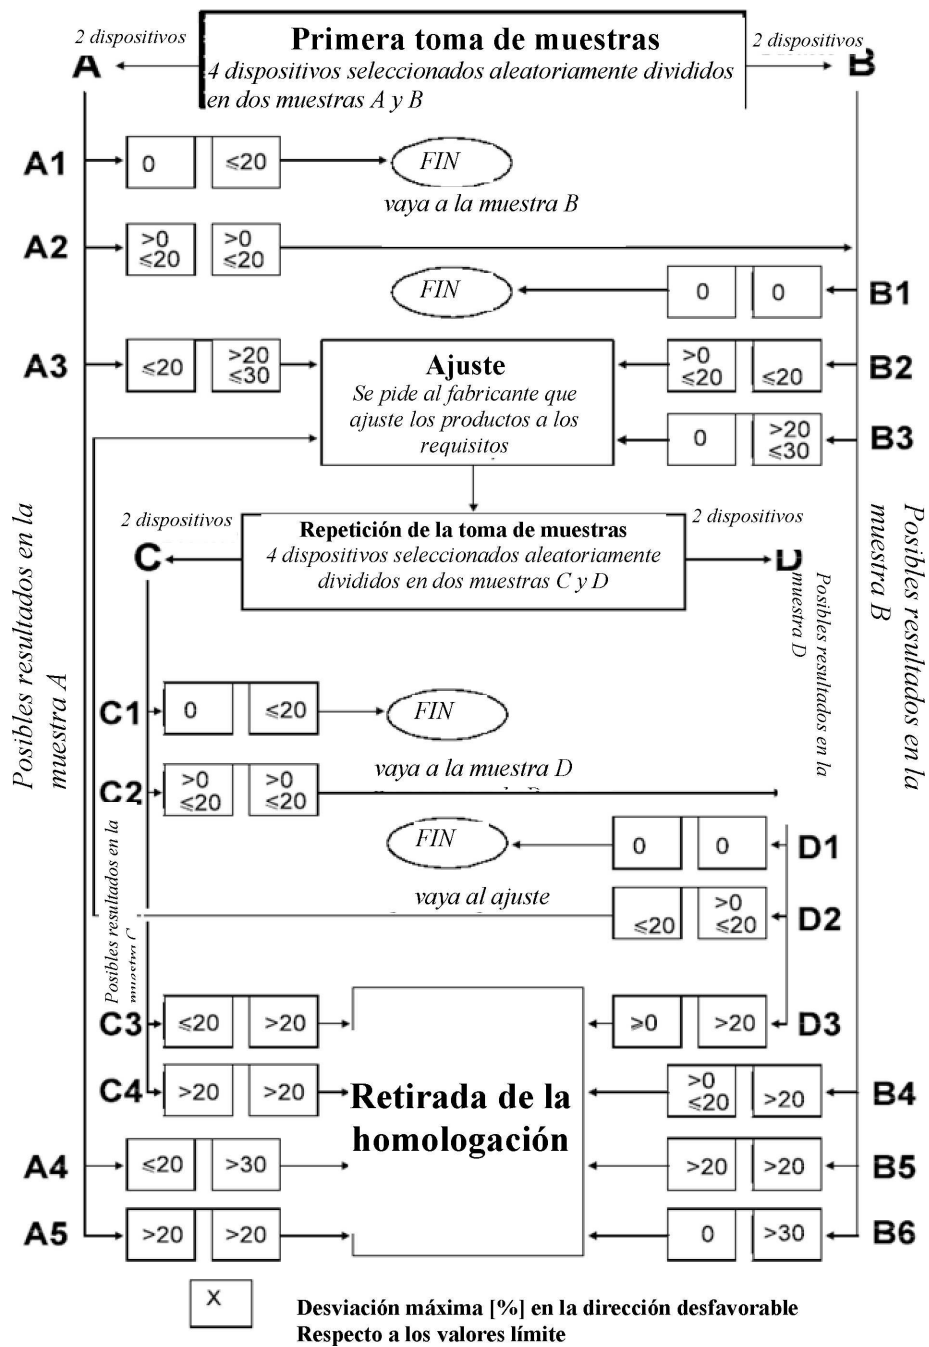 Primera toma de muestras
2 dispositivos
2 dispositivos
A
4 dispositivos seleccionados aleatoriamente divididos
en dos muestras A y B
B
A1
0
≤20
FIN
vaya a la muestra B
A2
>0
≤20
>0
≤20
FIN
0
0
B1
A3
≤20
>20
≤30
Ajuste
Se pide al fabricante que
ajuste los productos a los
requisitos
>0
≤20
≤20
B2
0
>20
≤30
B3
Posibles resultados en la
muestra A
Posibles resultados en la
muestra B
2 dispositivos
2 dispositivos
C
Repetición de la toma de muestras
4 dispositivos seleccionados aleatoriamente
divididos en dos muestras C y D
D
Posibles resultados en la
muestra D
C1
0
≤20
FIN
vaya a la muestra D
C2
>0
≤20
>0
≤20
FIN
0
0
D1
vaya al ajuste
≤20
>0
≤20
D2
Posibles resultados en la
muestra C
C3
≤20
>20
≥0
>20
D3
C4
>20
>20
Retirada de la
homologación
>0
≤20
>20
B4
A4
≤20
>30
>20
>20
B5
A5
>20
>20
0
>30
B6
X
Desviación máxima [%] en la dirección desfavorable
Respecto a los valores límite